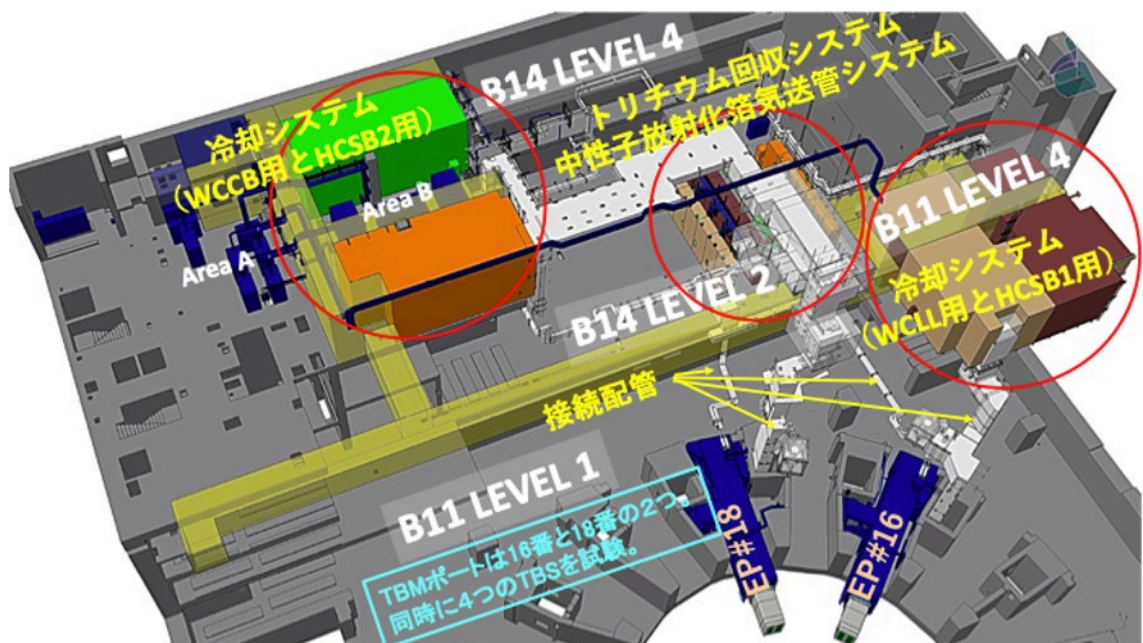 B14 LEVEL 4
冷却システム
（WCCB用とHCSB2用）
トリチウム回収システム
中性子放射化箔気送管システム
Area B
Area A
B11 LEVEL 4
冷却システム
（WCLL用とHCSB1用）
B14 LEVEL 2
接続配管
B11 LEVEL 1
TBMポートは16番と18番の２つ。
同時に４つのTBSを試験。
EP#18
EP#16